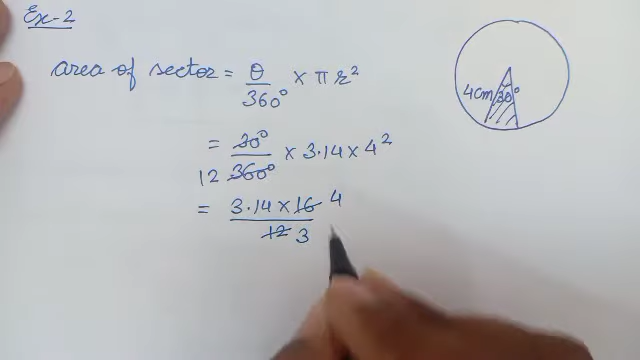 Ex-2
area of sector = θ/360° × πr²
4cm 30°
= 30°/360° × 3.14 × 4²
12
= 3.14 × 16/12 4
3